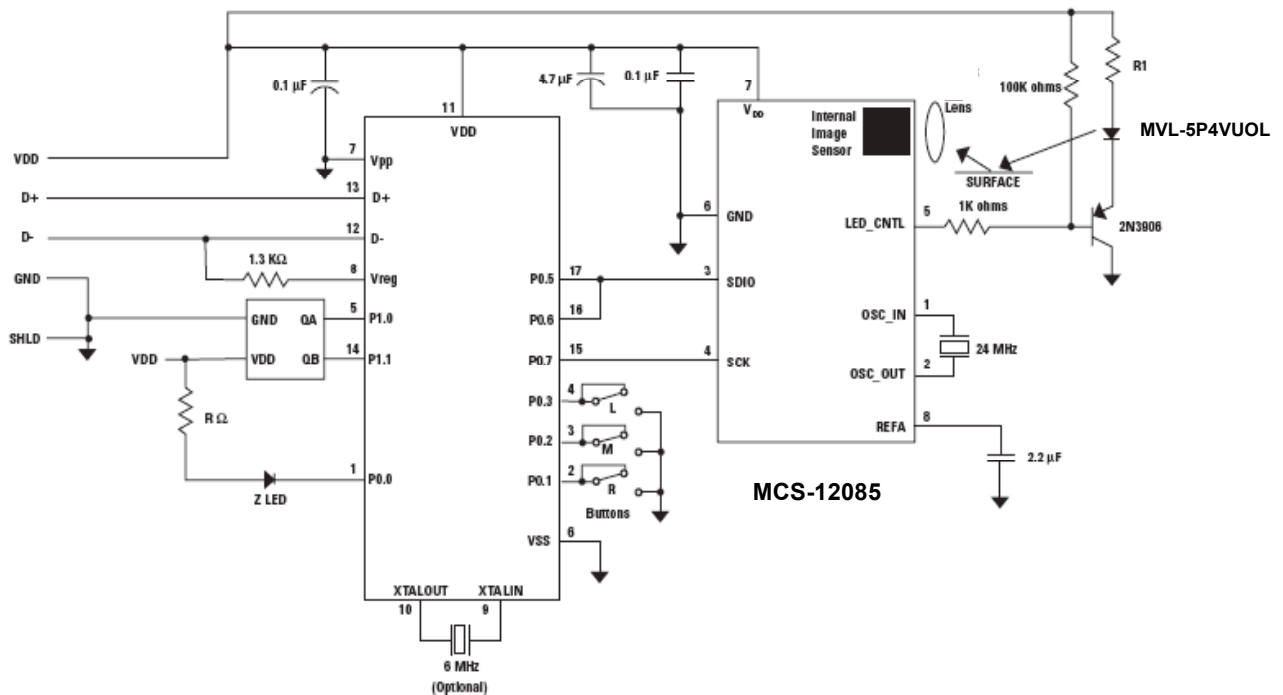 0.1 µF
11
VDD
4.7 µF
0.1 µF
7
VDD
Internal
Image
Sensor
Lens
100K ohms
R1
MVL-5P4VUOL
SURFACE
VDD
D+
D-
GND
SHLD
7
Vpp
13
D+
12
D-
1.3 KΩ
8
Vreg
GND
QA
5
P1.0
VDD
VDD
QB
14
P1.1
R Ω
Z LED
1
P0.0
P0.5
17
P0.6
16
P0.7
15
P0.3
4
L
P0.2
3
M
P0.1
2
R
Buttons
VSS
6
XTALOUT
XTALIN
10
9
6 MHz
(Optional)
6
GND
3
SDIO
4
SCK
LED_CNTL
5
1K ohms
2N3906
OSC_IN
1
24 MHz
OSC_OUT
2
REFA
8
2.2 µF
MCS-12085